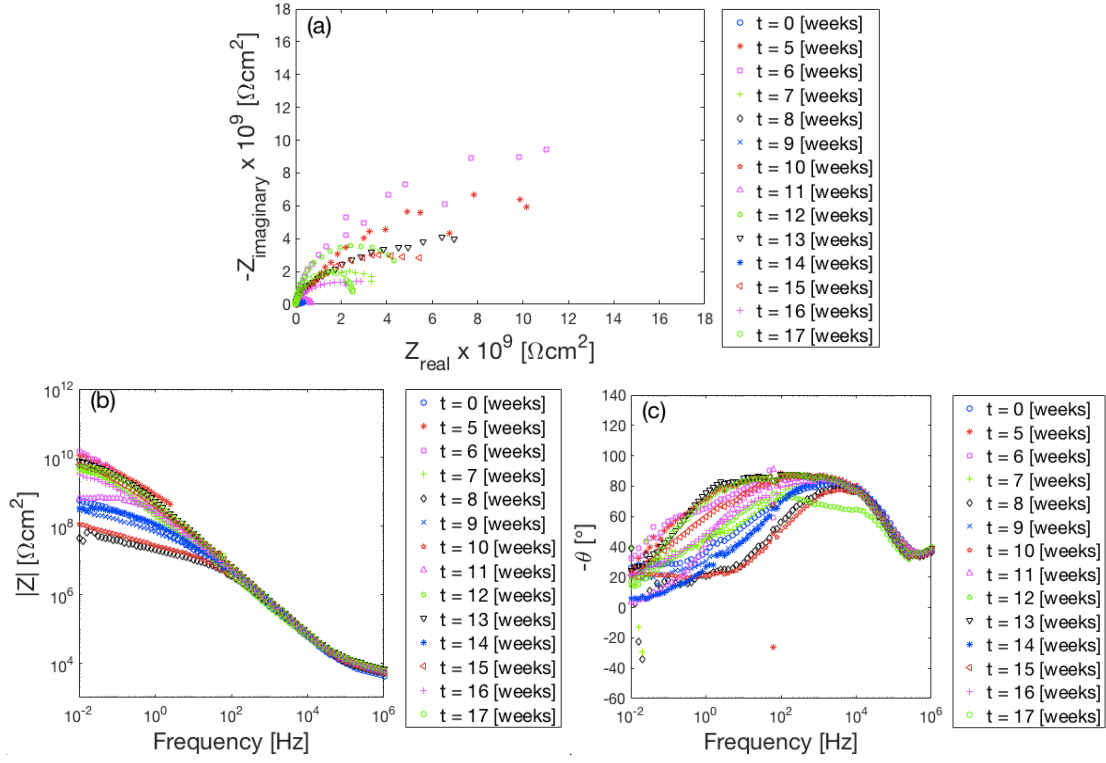 (a)
18
16
14
12
10
8
6
4
2
0
-Z imaginary x 10^9 [Ωcm^2]
0 2 4 6 8 10 12 14 16 18
Z real x 10^9 [Ωcm^2]
t = 0 [weeks]
t = 5 [weeks]
t = 6 [weeks]
t = 7 [weeks]
t = 8 [weeks]
t = 9 [weeks]
t = 10 [weeks]
t = 11 [weeks]
t = 12 [weeks]
t = 13 [weeks]
t = 14 [weeks]
t = 15 [weeks]
t = 16 [weeks]
t = 17 [weeks]
(b)
10^12
10^10
10^8
10^6
10^4
|Z| [Ωcm^2]
10^-2 10^0 10^2 10^4 10^6
Frequency [Hz]
t = 0 [weeks]
t = 5 [weeks]
t = 6 [weeks]
t = 7 [weeks]
t = 8 [weeks]
t = 9 [weeks]
t = 10 [weeks]
t = 11 [weeks]
t = 12 [weeks]
t = 13 [weeks]
t = 14 [weeks]
t = 15 [weeks]
t = 16 [weeks]
t = 17 [weeks]
(c)
140
120
100
80
60
40
20
0
-20
-40
-60
-θ [°]
10^-2 10^0 10^2 10^4 10^6
Frequency [Hz]
t = 0 [weeks]
t = 5 [weeks]
t = 6 [weeks]
t = 7 [weeks]
t = 8 [weeks]
t = 9 [weeks]
t = 10 [weeks]
t = 11 [weeks]
t = 12 [weeks]
t = 13 [weeks]
t = 14 [weeks]
t = 15 [weeks]
t = 16 [weeks]
t = 17 [weeks]